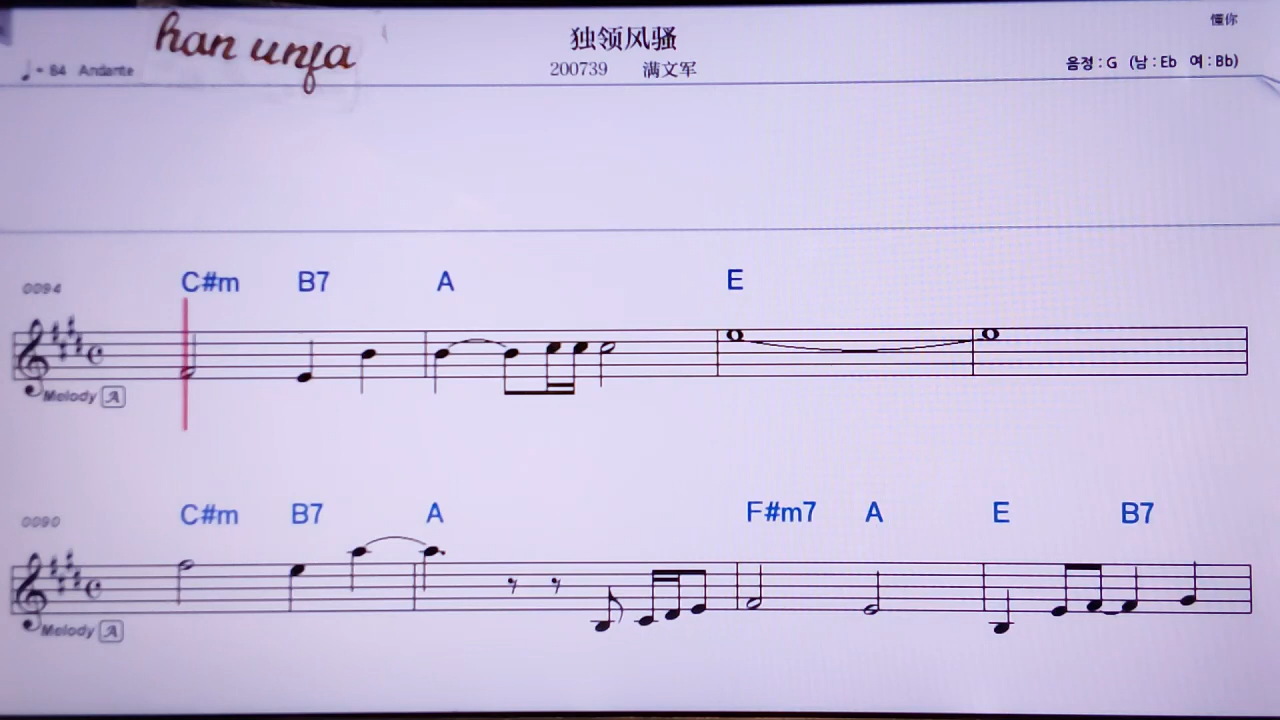 han unja
独领风骚
懂你
♩= 84 Andante
200739 满文军
음정 : G (남 : Eb 여 : Bb)
0094
C#m B7 A E
Melody A
0090
C#m B7 A F#m7 A E B7
Melody A